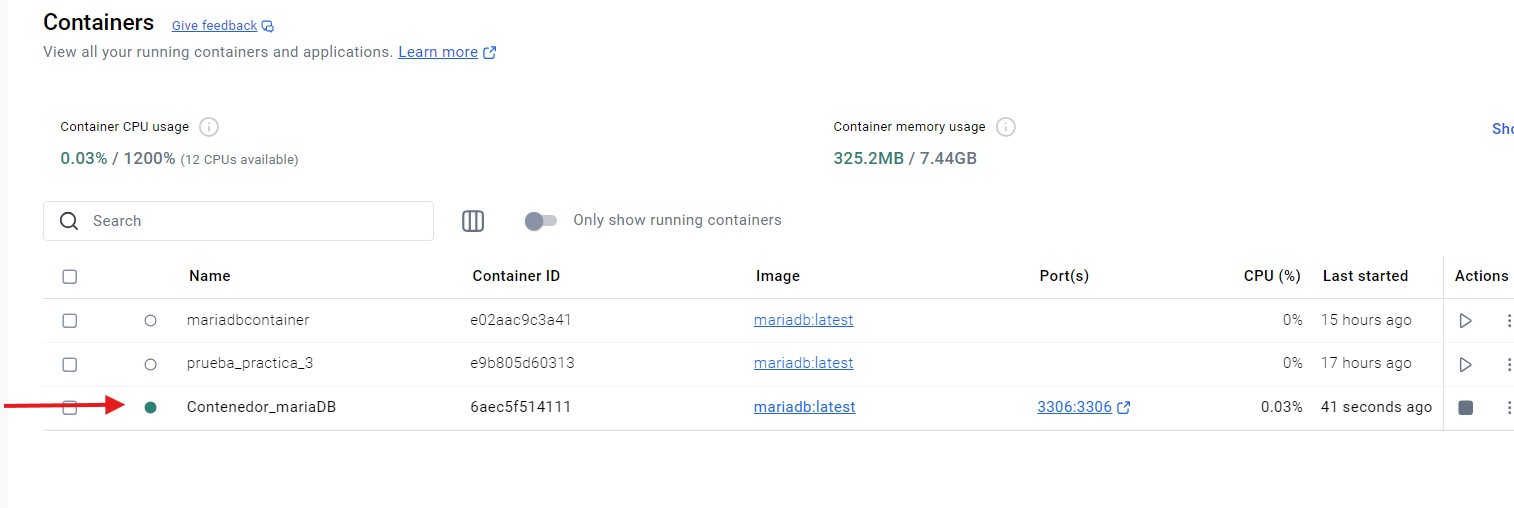 Containers Give feedback
View all your running containers and applications. Learn more
Container CPU usage Container memory usage
0.03% / 1200% (12 CPUs available) 325.2MB / 7.44GB
Search Only show running containers
Name Container ID Image Port(s) CPU (%) Last started Actions
mariadbcontainer e02aac9c3a41 mariadb:latest 0% 15 hours ago
prueba_practica_3 e9b805d60313 mariadb:latest 0% 17 hours ago
Contenedor_mariaDB 6aec5f514111 mariadb:latest 3306:3306 0.03% 41 seconds ago